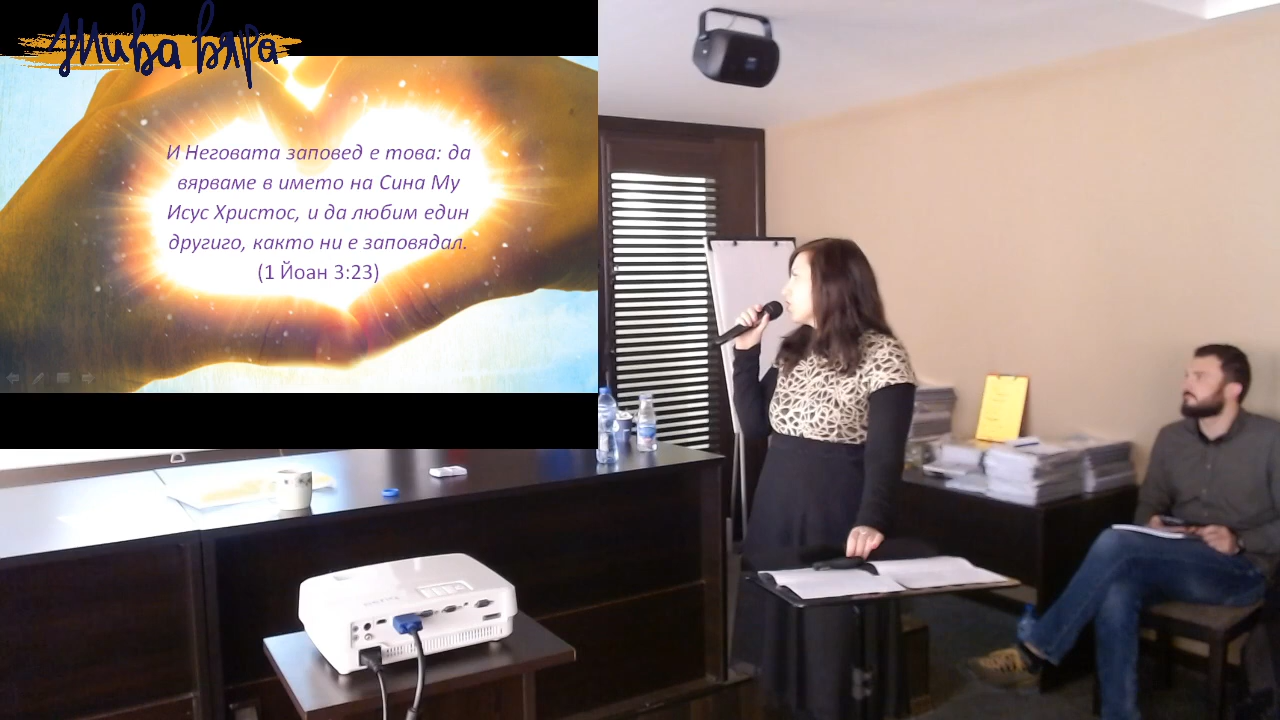 Жива вяра
И Неговата заповед е това: да
вярваме в името на Сина Му
Исус Христос, и да любим един
другиго, както ни е заповядал.
(1 Йоан 3:23)